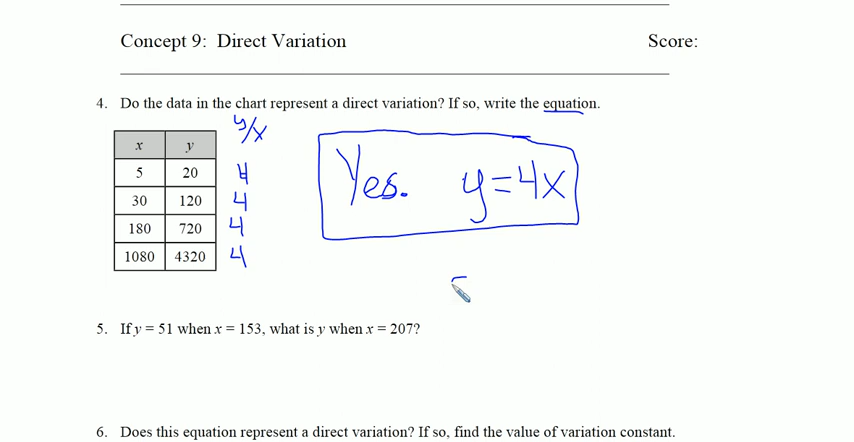 Concept 9: Direct Variation Score:
4. Do the data in the chart represent a direct variation? If so, write the equation.
y/x
x y
5 20 4
30 120 4
180 720 4
1080 4320 4
Yes. y=4x
5. If y = 51 when x = 153, what is y when x = 207?
6. Does this equation represent a direct variation? If so, find the value of variation constant.